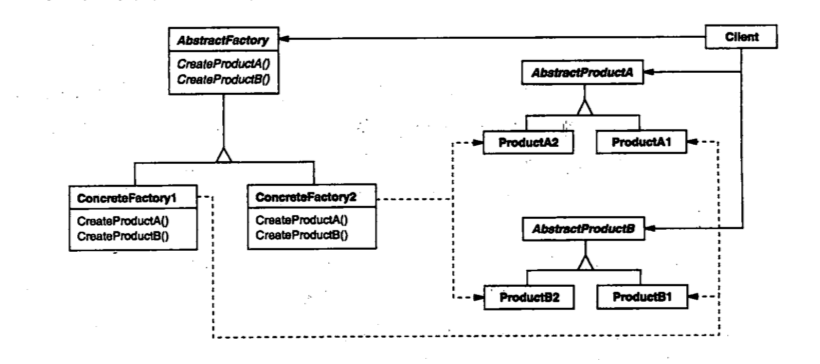 AbstractFactory
CreateProductA()
CreateProductB()
Client
AbstractProductA
ProductA2
ProductA1
ConcreteFactory1
CreateProductA()
CreateProductB()
ConcreteFactory2
CreateProductA()
CreateProductB()
AbstractProductB
ProductB2
ProductB1